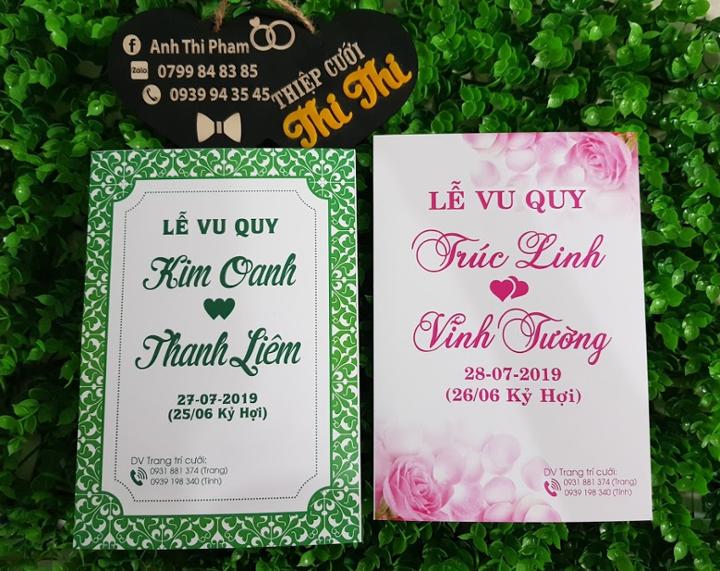 Anh Thi Pham
Zalo 0799 84 83 85
0939 94 35 45
THIỆP CƯỚI
Thi Thi
LỄ VU QUY
Kim Oanh
Thanh Liêm
27-07-2019
(25/06 Kỷ Hợi)
DV Trang trí cưới:
0931 881 374 (Trang)
0939 198 340 (Tính)
LỄ VU QUY
Trúc Linh
Vinh Tường
28-07-2019
(26/06 Kỷ Hợi)
DV Trang trí cưới:
0931 881 374 (Trang)
0939 198 340 (Tính)